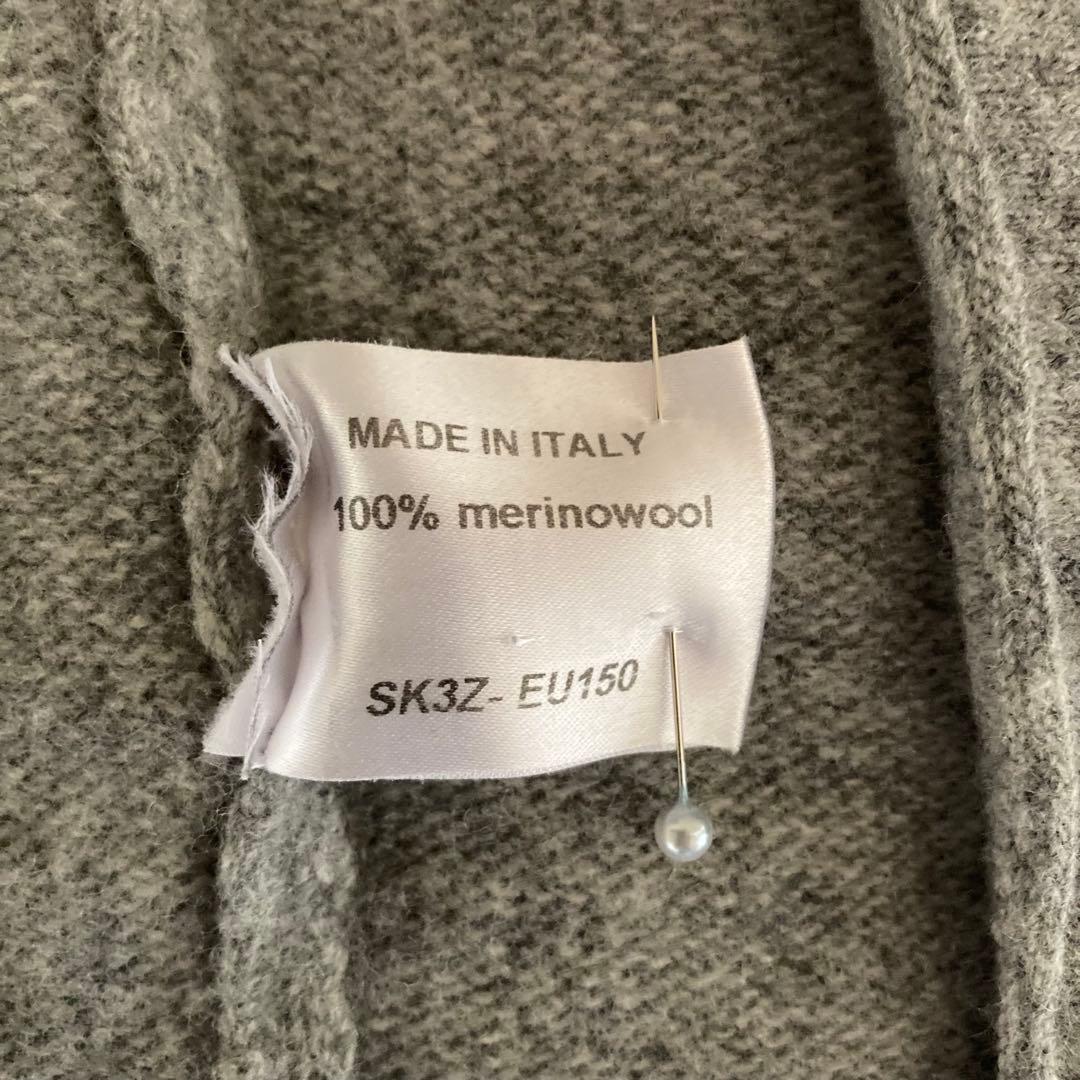 MADE IN ITALY
100% merinowool
SK3Z- EU150